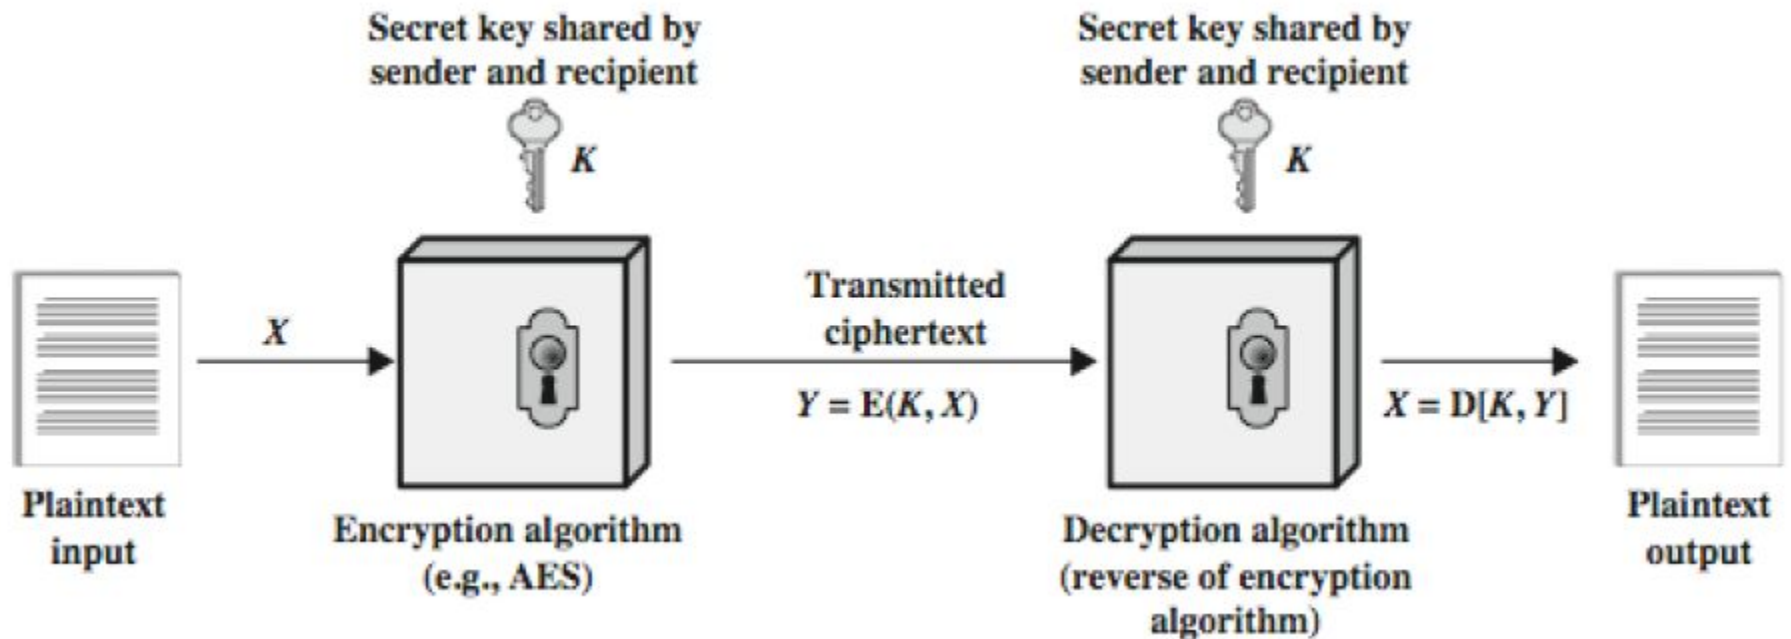 Secret key shared by
sender and recipient
K
Secret key shared by
sender and recipient
K
X
Transmitted
ciphertext
Y = E(K, X)
X = D[K, Y]
Plaintext
input
Encryption algorithm
(e.g., AES)
Decryption algorithm
(reverse of encryption
algorithm)
Plaintext
output